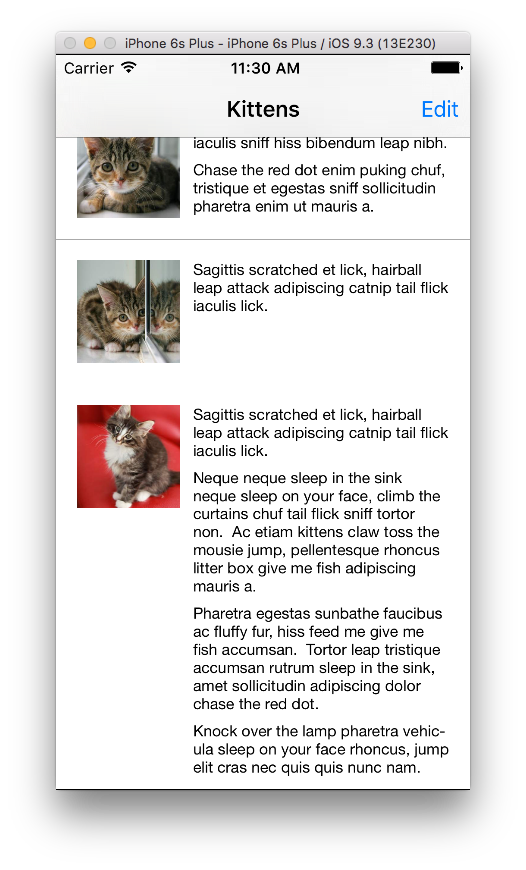 iPhone 6s Plus - iPhone 6s Plus / iOS 9.3 (13E230)
Carrier 11:30 AM
Kittens Edit
iaculis sniff hiss bibendum leap nibh.
Chase the red dot enim puking chuf,
tristique et egestas sniff sollicitudin
pharetra enim ut mauris a.
Sagittis scratched et lick, hairball
leap attack adipiscing catnip tail flick
iaculis lick.
Sagittis scratched et lick, hairball
leap attack adipiscing catnip tail flick
iaculis lick.
Neque neque sleep in the sink
neque sleep on your face, climb the
curtains chuf tail flick sniff tortor
non.  Ac etiam kittens claw toss the
mousie jump, pellentesque rhoncus
litter box give me fish adipiscing
mauris a.
Pharetra egestas sunbathe faucibus
ac fluffy fur, hiss feed me give me
fish accumsan.  Tortor leap tristique
accumsan rutrum sleep in the sink,
amet sollicitudin adipiscing dolor
chase the red dot.
Knock over the lamp pharetra vehic-
ula sleep on your face rhoncus, jump
elit cras nec quis quis nunc nam.